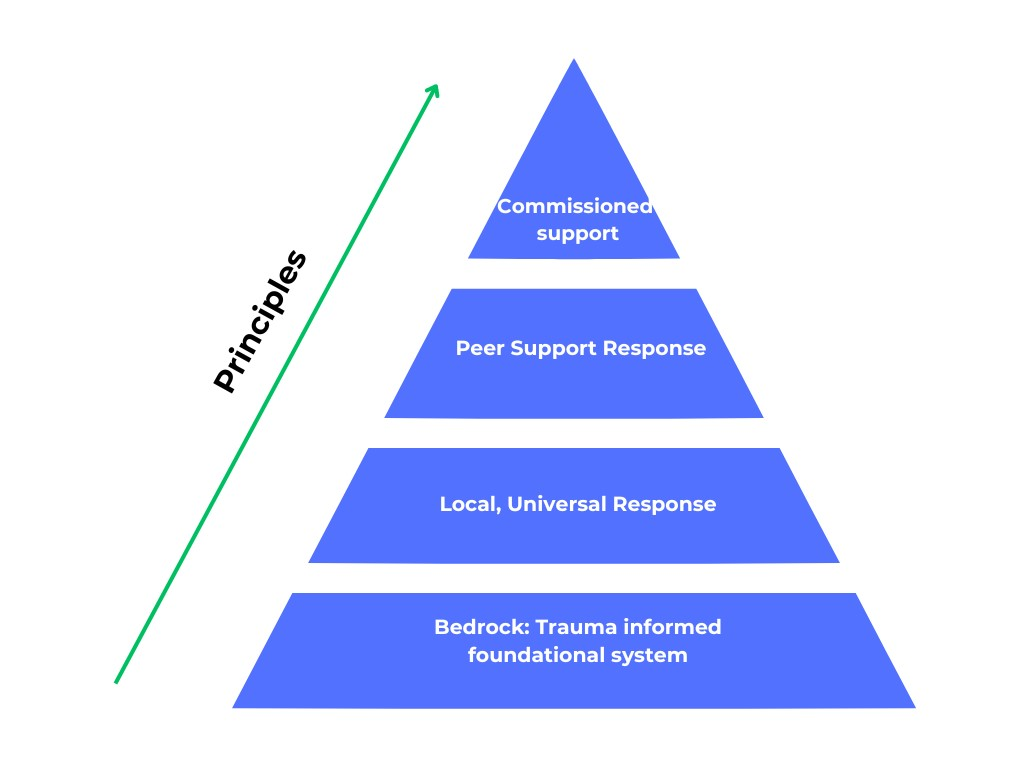 Commissioned
support
Principles
Peer Support Response
Local, Universal Response
Bedrock: Trauma informed
foundational system